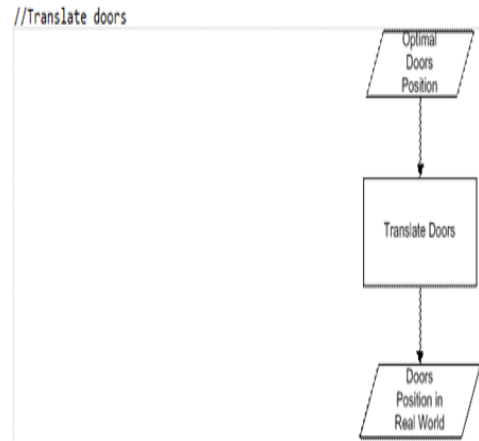 //Translate doors
Optimal
Doors
Position
Translate Doors
Doors
Position in
Real World